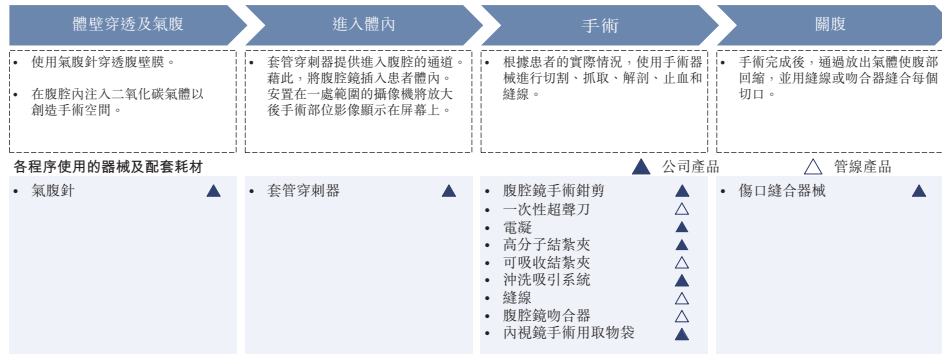 體壁穿透及氣腹
進入體內
手術
關腹
• 使用氣腹針穿透腹壁膜。
• 在腹腔內注入二氧化碳氣體以
創造手術空間。
• 套管穿刺器提供進入腹腔的通道。
藉此，將腹腔鏡插入患者體內。
安置在一處範圍的攝像機將放大
後手術部位影像顯示在屏幕上。
• 根據患者的實際情況，使用手術器
械進行切割、抓取、解剖、止血和
縫線。
• 手術完成後，通過放出氣體使腹部
回縮，並用縫線或吻合器縫合每個
切口。
各程序使用的器械及配套耗材
▲ 公司產品
△ 管線產品
• 氣腹針 ▲
• 套管穿刺器 ▲
• 腹腔鏡手術鉗剪 ▲
• 一次性超聲刀 △
• 電凝 ▲
• 高分子結紮夾 ▲
• 可吸收結紮夾 △
• 沖洗吸引系統 ▲
• 縫線 △
• 腹腔鏡吻合器 △
• 內視鏡手術用取物袋 ▲
• 傷口縫合器械 ▲